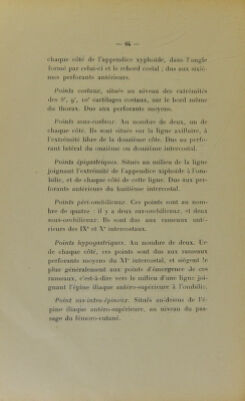 — 65 —
chaque côté de l'appendice xyphoïde, dans l'angle
formé par celui-ci et le rebord costal ; dus aux sixiè-
mes perforants antérieurs.
Points costaux, situés au niveau des extrémités
des 8e, 9e, 10e cartilages costaux, sur le bord même
du thorax. Dus aux perforants moyens.
Points sous-costaux. Au nombre de deux, un de
chaque côté. Ils sont situés sur la ligne axillaire, à
l'extrémité libre de la douzième côte. Dus au perfo-
rant latéral du onzième ou douzième intercostal.
Points épigastriques. Situés au milieu de la ligne
joignant l'extrémité de l'appendice xiphoïde à l'om-
bilic, et de chaque côté de cette ligne. Dus aux per-
forants antérieurs du huitième intercostal.
Points péri-ombilicaux. Ces points sont au nom-
bre de quatre : il y a deux sus-ombilicaux, et deux
sous-ombilicaux. Ils sont dus aux rameaux anté-
rieurs des IXe et Xe intercostaux.
Points hypogastriques. Au nombre de deux. Un
de chaque côté, ces points sont dus aux rameaux
perforants moyens du XIe intercostal, et siègent le
plus généralement aux points d'émergence de ces
rameaux, c'est-à-dire vers le milieu d'une ligne joi-
gnant l'épine iliaque antéro-supérieure à l'ombilic.
Situés au-dessus de l'é-
pine iliaque antéro-supérieure, au niveau du pas-
sage du fémoro-cutané.